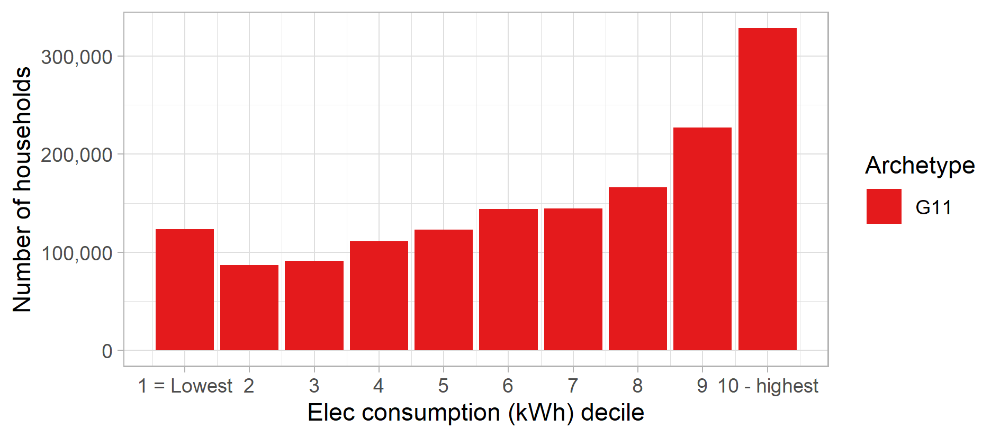 Number of households
300,000
200,000
100,000
0
1 = Lowest 2 3 4 5 6 7 8 9 10 - highest
Elec consumption (kWh) decile
Archetype
G11